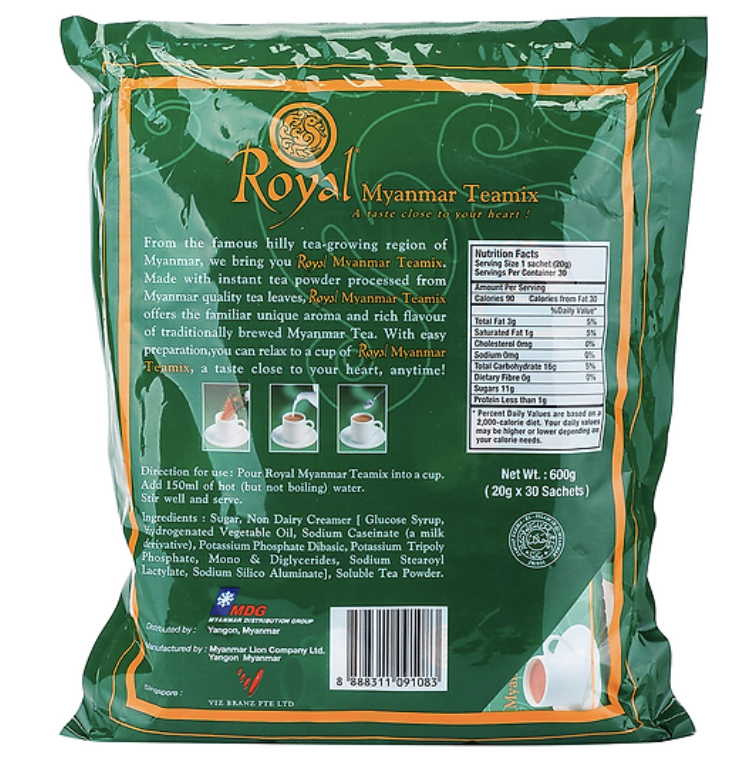 Royal Myanmar Teamix
A taste close to your heart !
From the famous hilly tea-growing region of
Myanmar, we bring you Royal Myanmar Teamix.
Made with instant tea powder processed from
Myanmar quality tea leaves, Royal Myanmar Teamix
offers the familiar unique aroma and rich flavour
of traditionally brewed Myanmar Tea. With easy
preparation,you can relax to a cup of Royal Myanmar
Teamix, a taste close to your heart, anytime!
Nutrition Facts
Serving Size 1 sachet (20g)
Servings Per Container 30
Amount Per Serving
Calories 90 Calories from Fat 30
%Daily Value*
Total Fat 3g 5%
Saturated Fat 1g 5%
Cholesterol 0mg 0%
Sodium 0mg 0%
Total Carbohydrate 16g 5%
Dietary Fibre 0g 0%
Sugars 11g
Protein Less than 1g
* Percent Daily Values are based on a
2,000-calorie diet. Your daily values
may be higher or lower depending on
your calorie needs.
Net Wt. : 600g
( 20g x 30 Sachets )
Direction for use : Pour Royal Myanmar Teamix into a cup.
Add 150ml of hot (but not boiling) water.
Stir well and serve.
Ingredients : Sugar, Non Dairy Creamer [ Glucose Syrup,
Hydrogenated Vegetable Oil, Sodium Caseinate (a milk
derivative), Potassium Phosphate Dibasic, Potassium Tripoly
Phosphate, Mono & Diglycerides, Sodium Stearoyl
Lactylate, Sodium Silico Aluminate], Soluble Tea Powder.
MDG
MYANMAR DISTRIBUTION GROUP
Distributed by : Yangon, Myanmar
Manufactured by : Myanmar Lion Company Ltd.
Yangon Myanmar
Singapore :
VIZ BRANZ PTE LTD
8 888311 091083
Mya